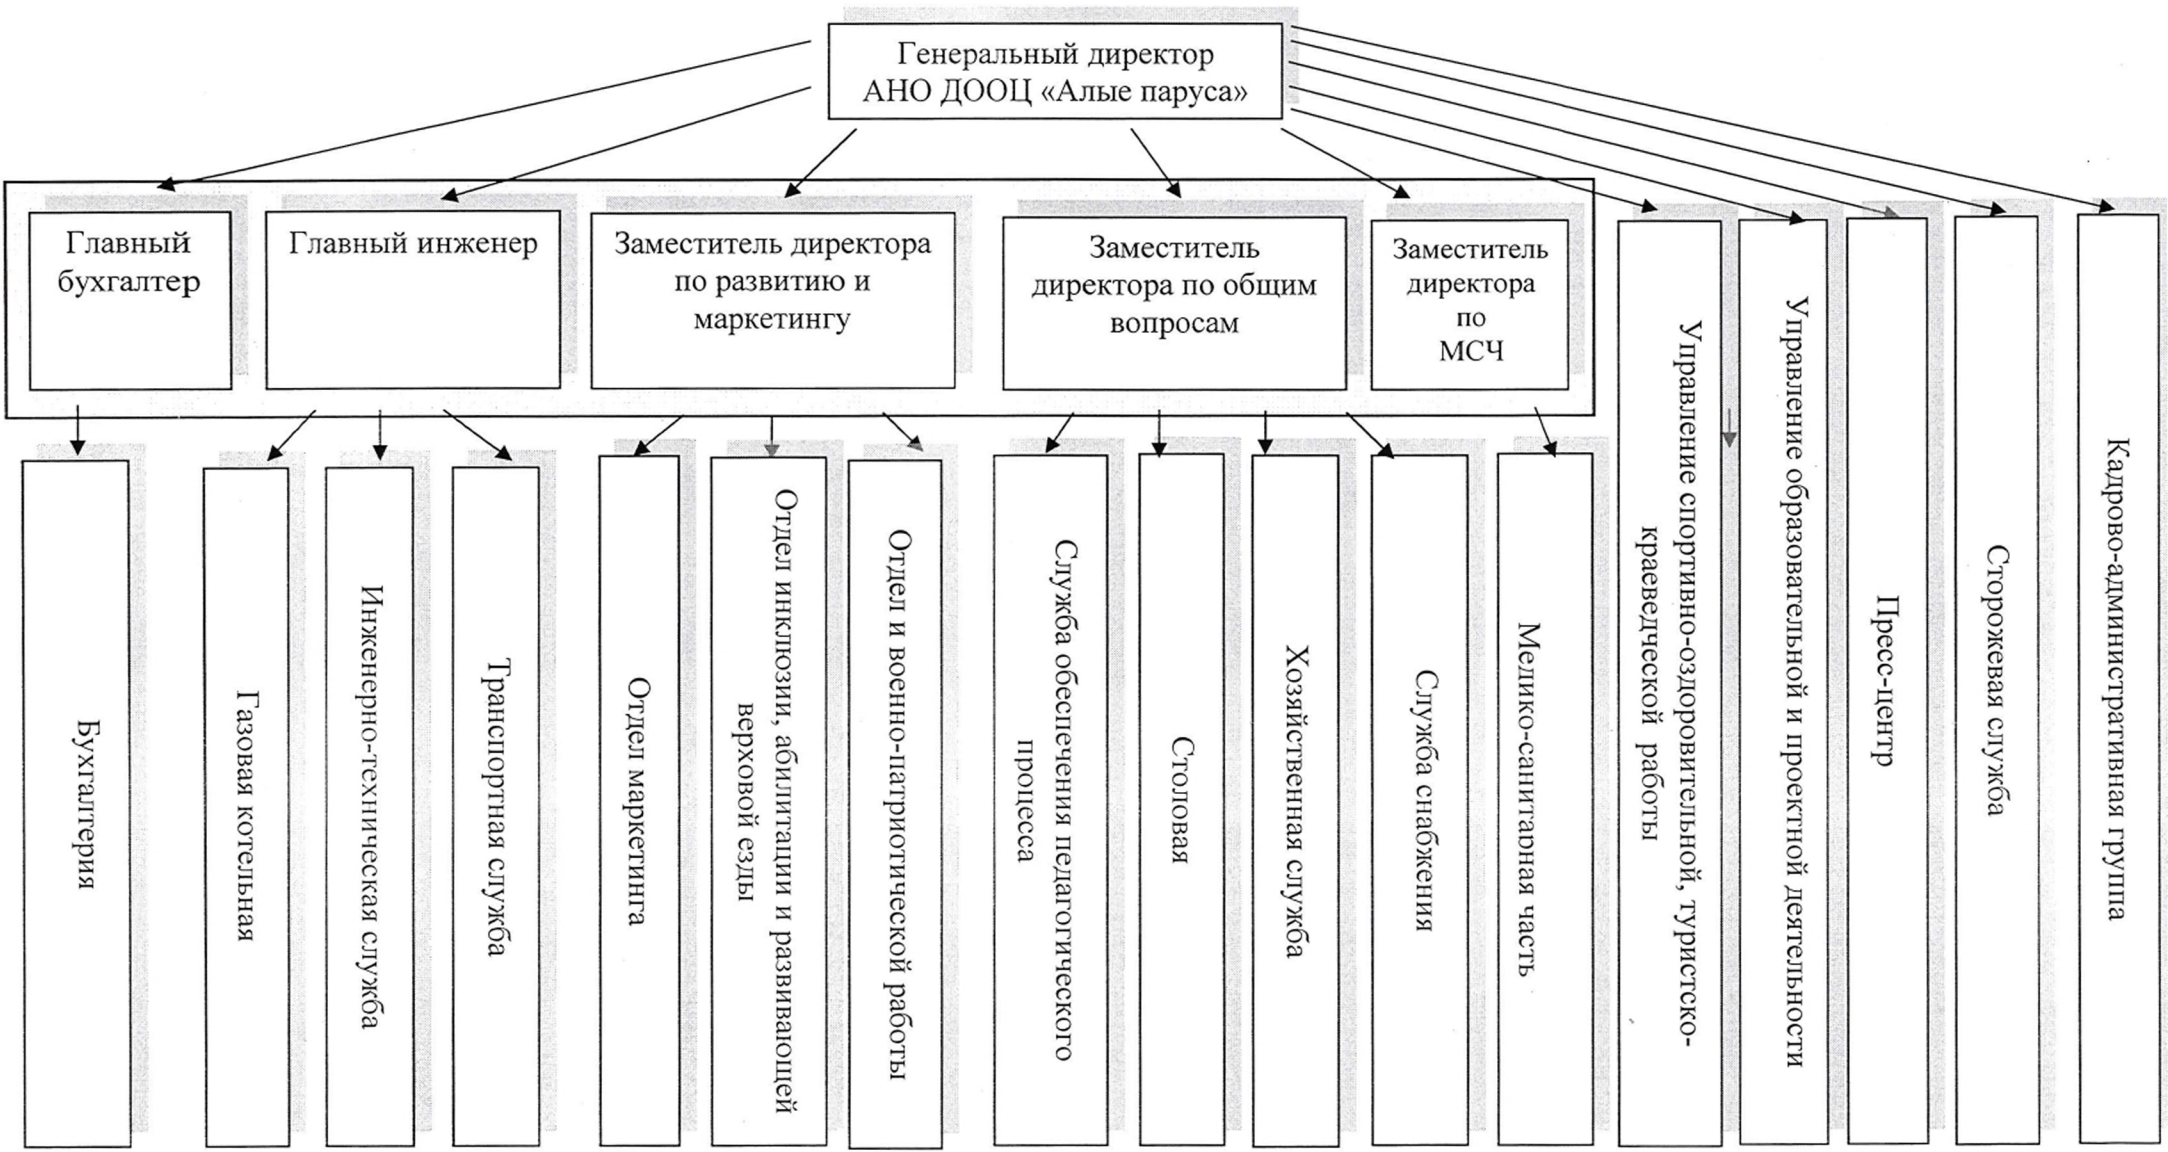 Генеральный директор
АНО ДООЦ «Алые паруса»
Главный
бухгалтер
Главный инженер
Заместитель директора
по развитию и
маркетингу
Заместитель
директора по общим
вопросам
Заместитель
директора
по
МСЧ
Бухгалтерия
Газовая котельная
Инженерно-техническая служба
Транспортная служба
Отдел маркетинга
Отдел инклюзии, абилитации и развивающей
верховой езды
Отдел и военно-патриотической работы
Служба обеспечения педагогического
процесса
Столовая
Хозяйственная служба
Служба снабжения
Медико-санитарная часть
Управление спортивно-оздоровительной, туристско-
краеведческой работы
Управление образовательной и проектной деятельности
Пресс-центр
Сторожевая служба
Кадрово-административная группа